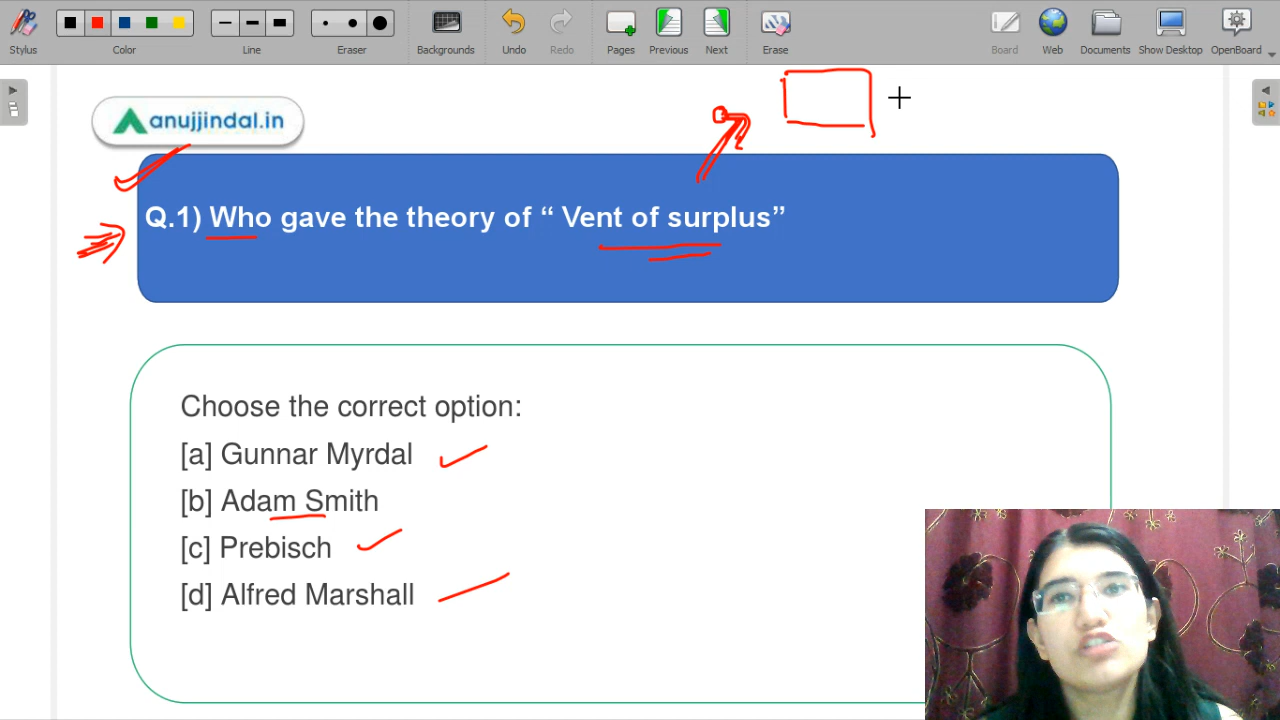 Stylus
Color
Line
Eraser
Backgrounds
Undo
Redo
Pages
Previous
Next
Erase
Board
Web
Documents
Show Desktop
OpenBoard
anujjindal.in
Q.1) Who gave the theory of “ Vent of surplus”
Choose the correct option:
[a] Gunnar Myrdal
[b] Adam Smith
[c] Prebisch
[d] Alfred Marshall